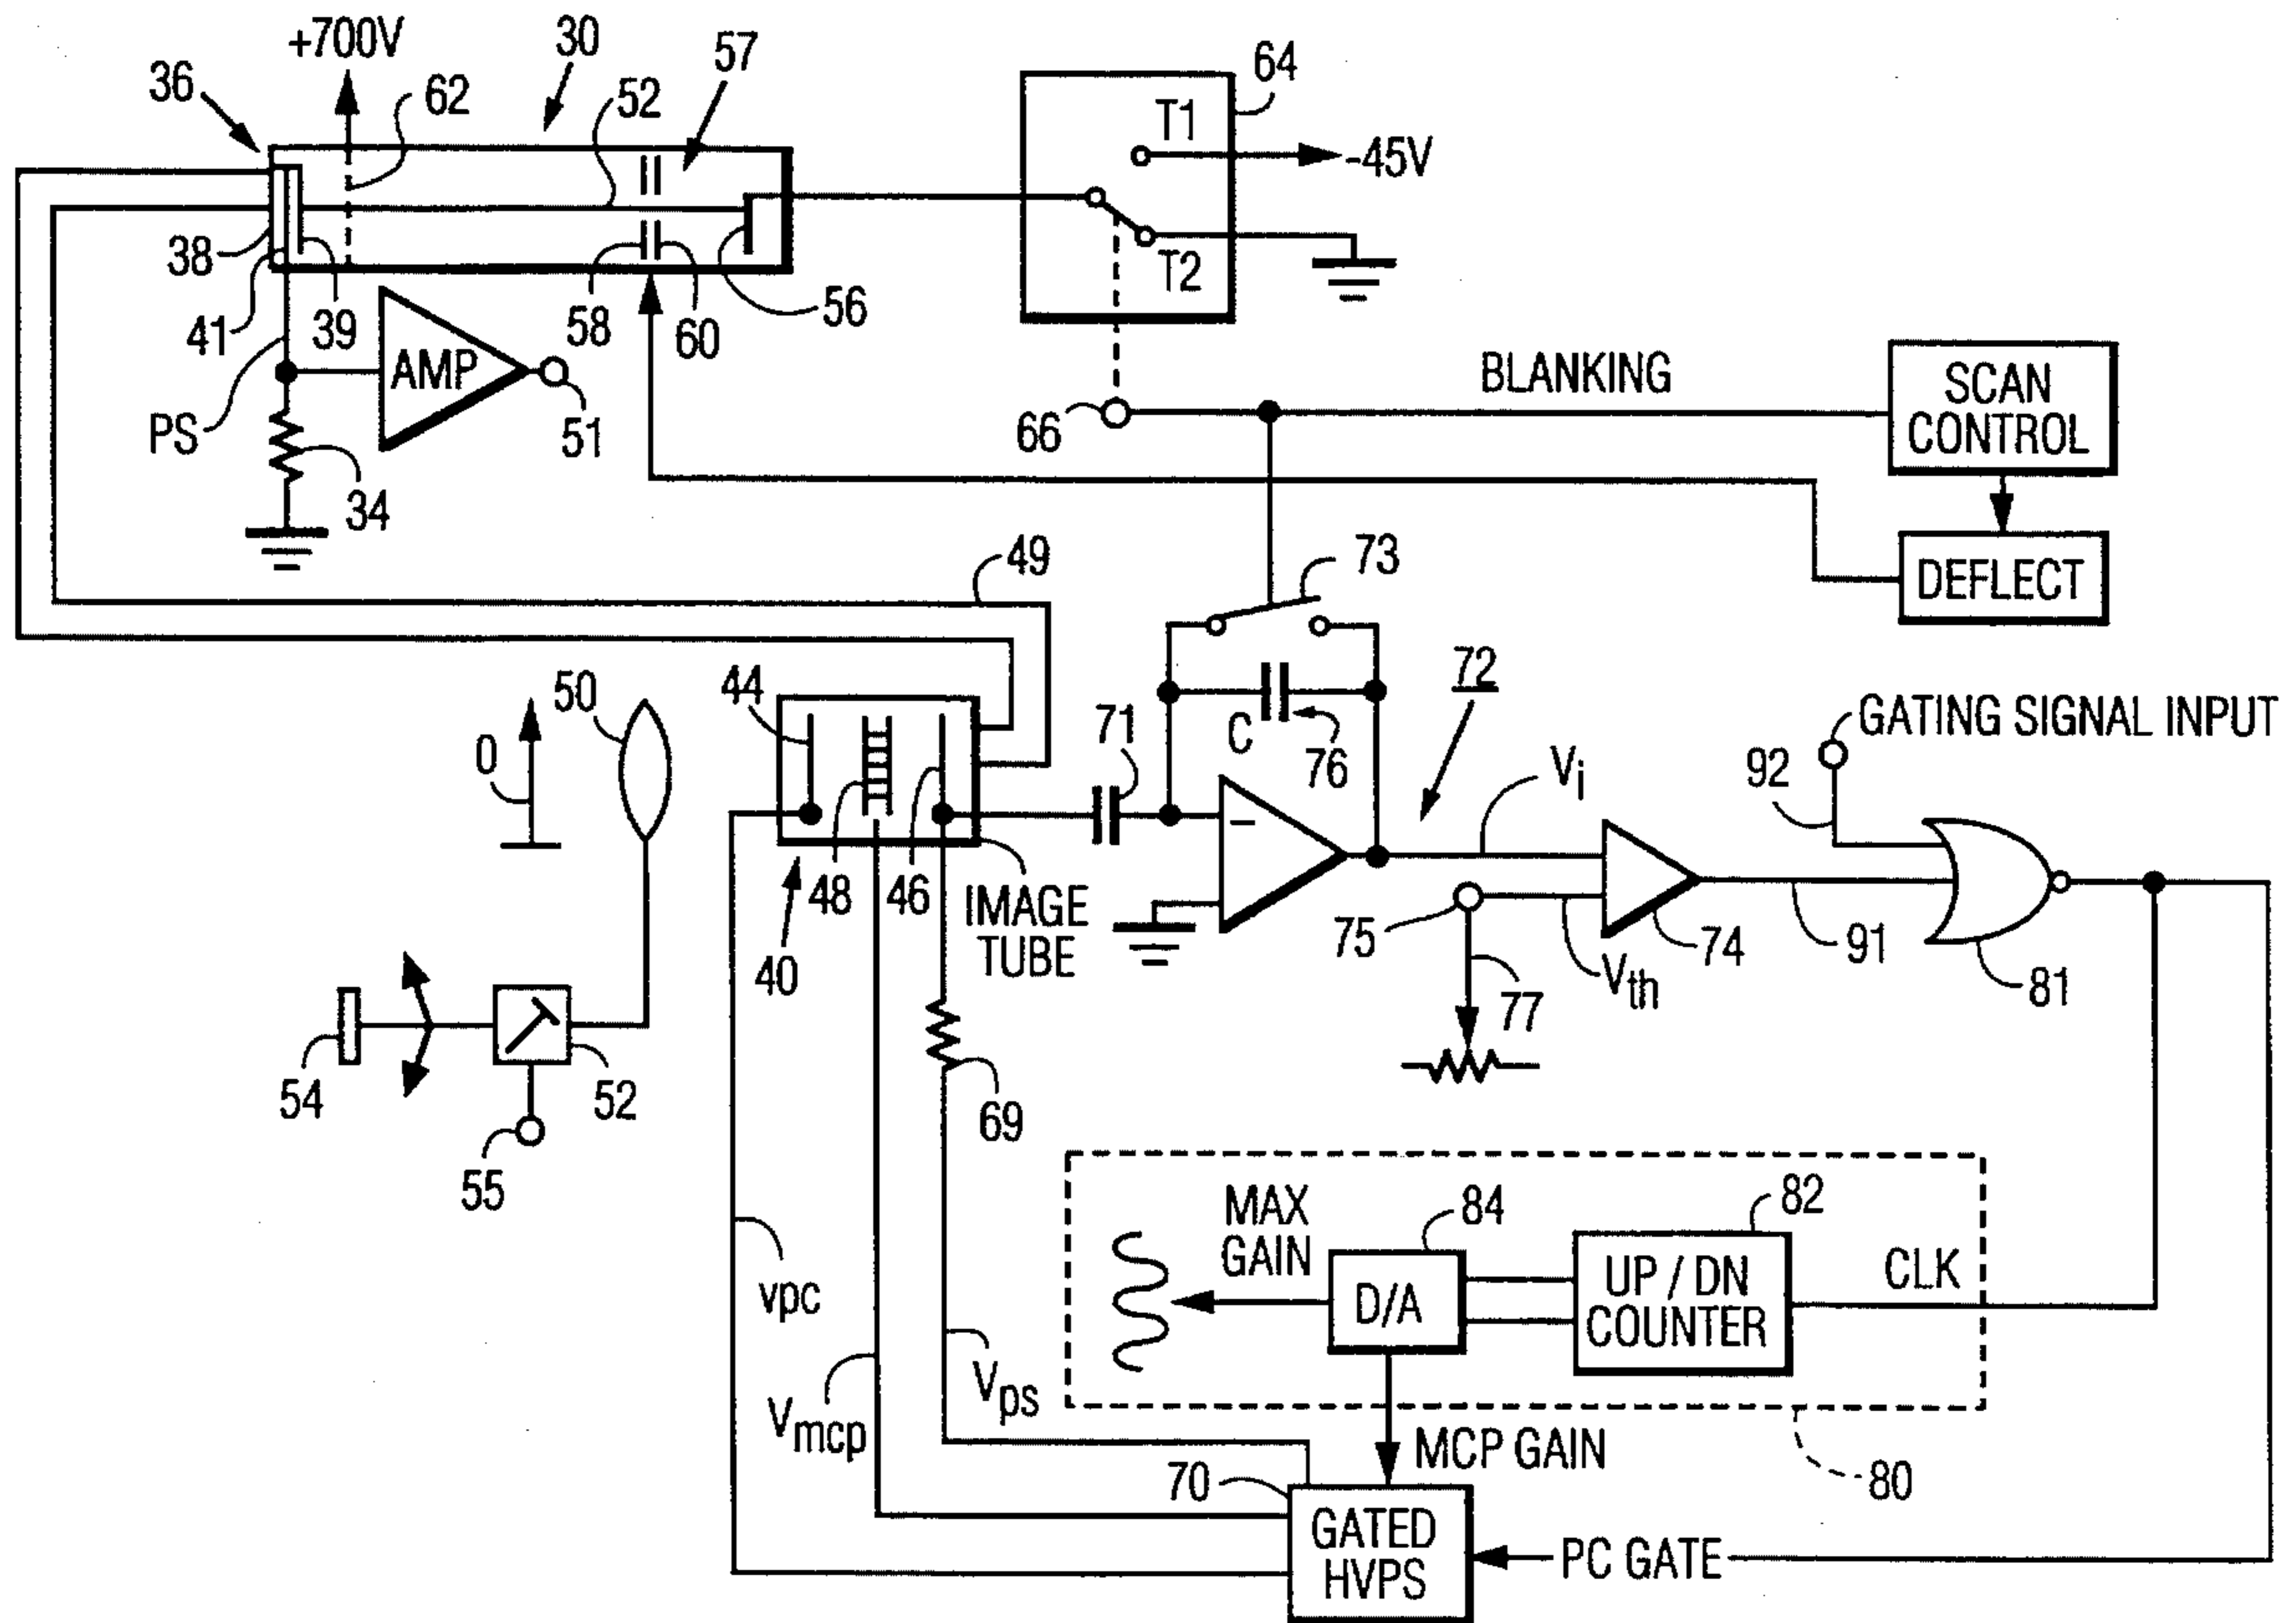 +700V
30
57
64
36
62
52
T1
-45V
38
T2
41
39
58
60
56
AMP
BLANKING
SCAN
CONTROL
PS
51
66
34
49
73
DEFLECT
44
50
71
72
GATING SIGNAL INPUT
0
C
76
Vi
92
48
46
IMAGE
TUBE
75
74
91
40
Vth
81
77
54
52
69
55
MAX
GAIN
84
82
vpc
D/A
UP / DN
COUNTER
CLK
Vps
Vmcp
MCP GAIN
70
80
GATED
HVPS
PC GATE